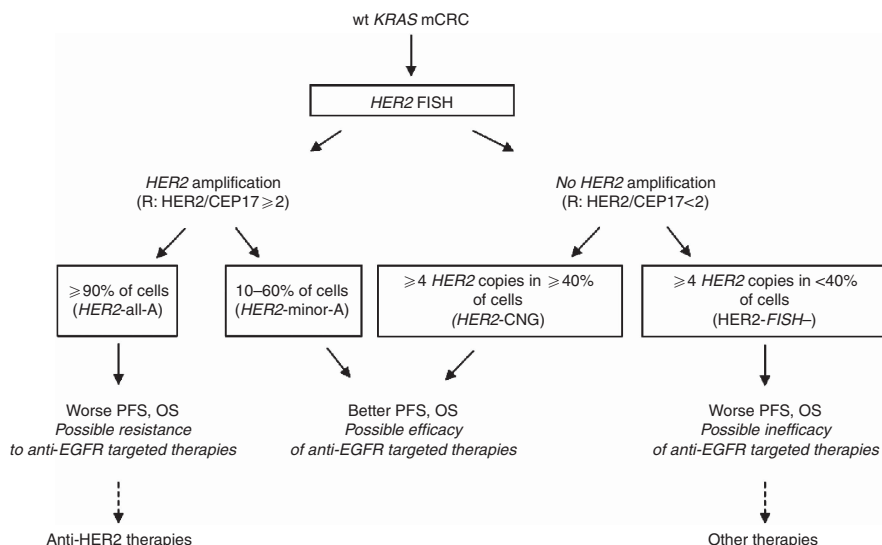 wt KRAS mCRC
HER2 FISH
HER2 amplification
(R: HER2/CEP17⩾2)
No HER2 amplification
(R: HER2/CEP17<2)
⩾90% of cells
(HER2-all-A)
10–60% of cells
(HER2-minor-A)
⩾4 HER2 copies in ⩾40%
of cells
(HER2-CNG)
⩾4 HER2 copies in <40%
of cells
(HER2-FISH–)
Worse PFS, OS
Possible resistance
to anti-EGFR targeted therapies
Better PFS, OS
Possible efficacy
of anti-EGFR targeted therapies
Worse PFS, OS
Possible inefficacy
of anti-EGFR targeted therapies
Anti-HER2 therapies
Other therapies